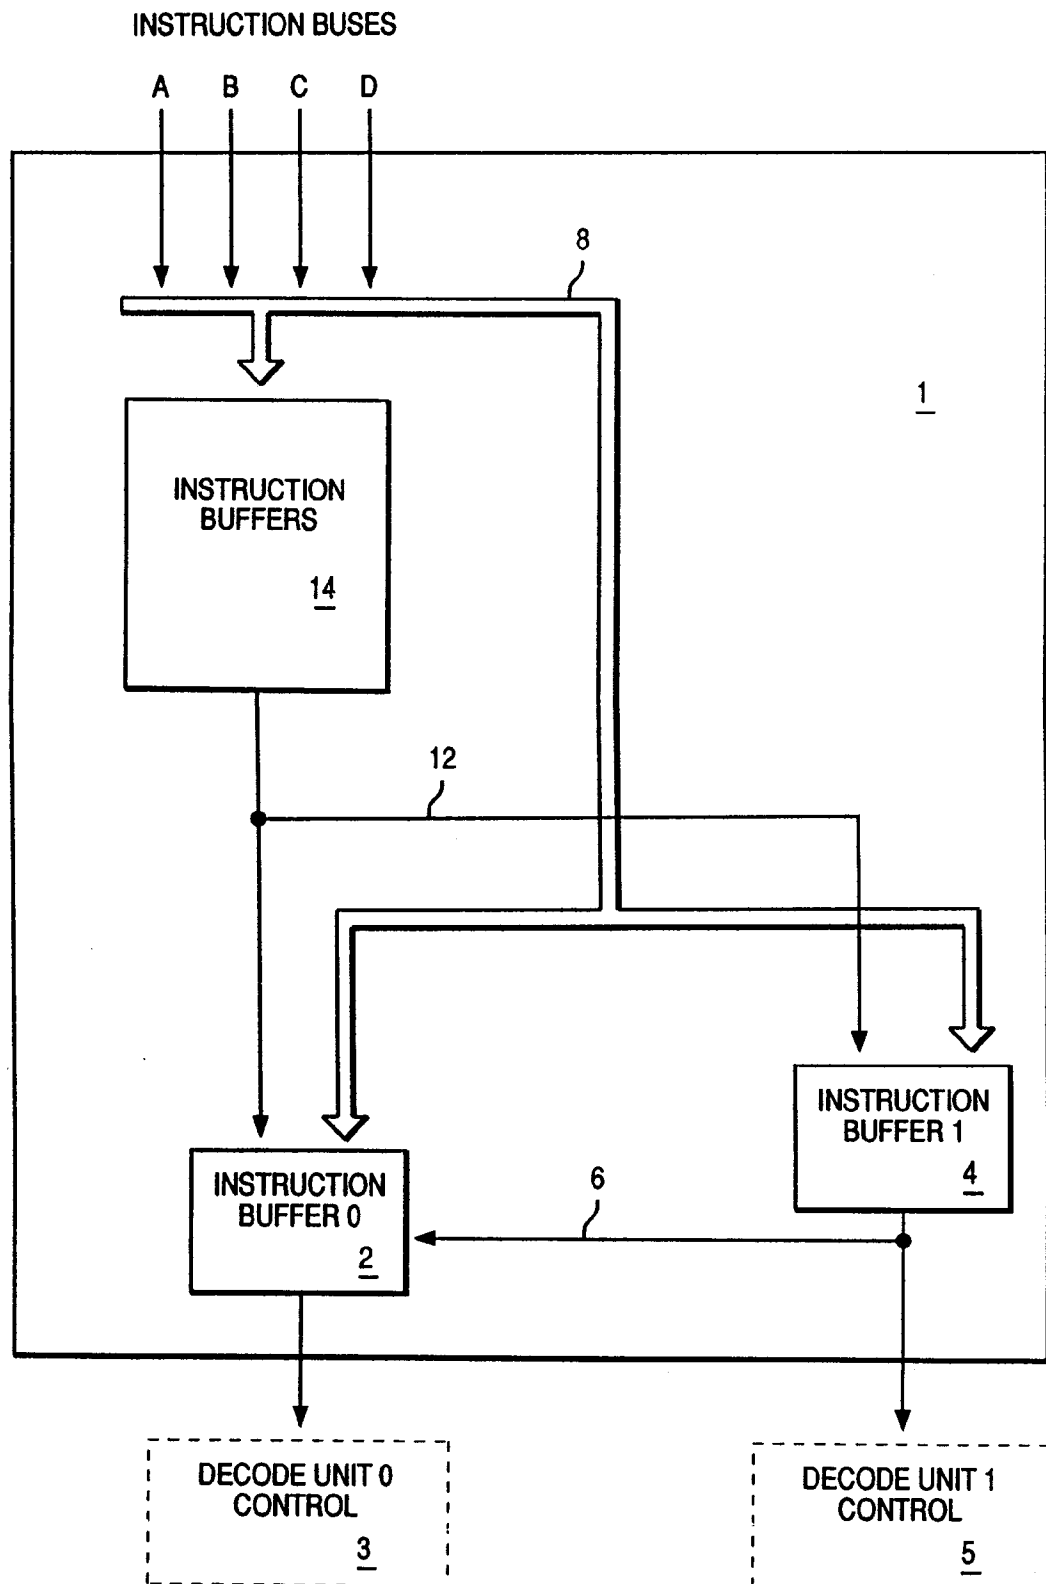 INSTRUCTION BUSES
A B C D
8
1
INSTRUCTION
BUFFERS
14
12
INSTRUCTION
BUFFER 1
4
INSTRUCTION
BUFFER 0
2
6
DECODE UNIT 0
CONTROL
3
DECODE UNIT 1
CONTROL
5